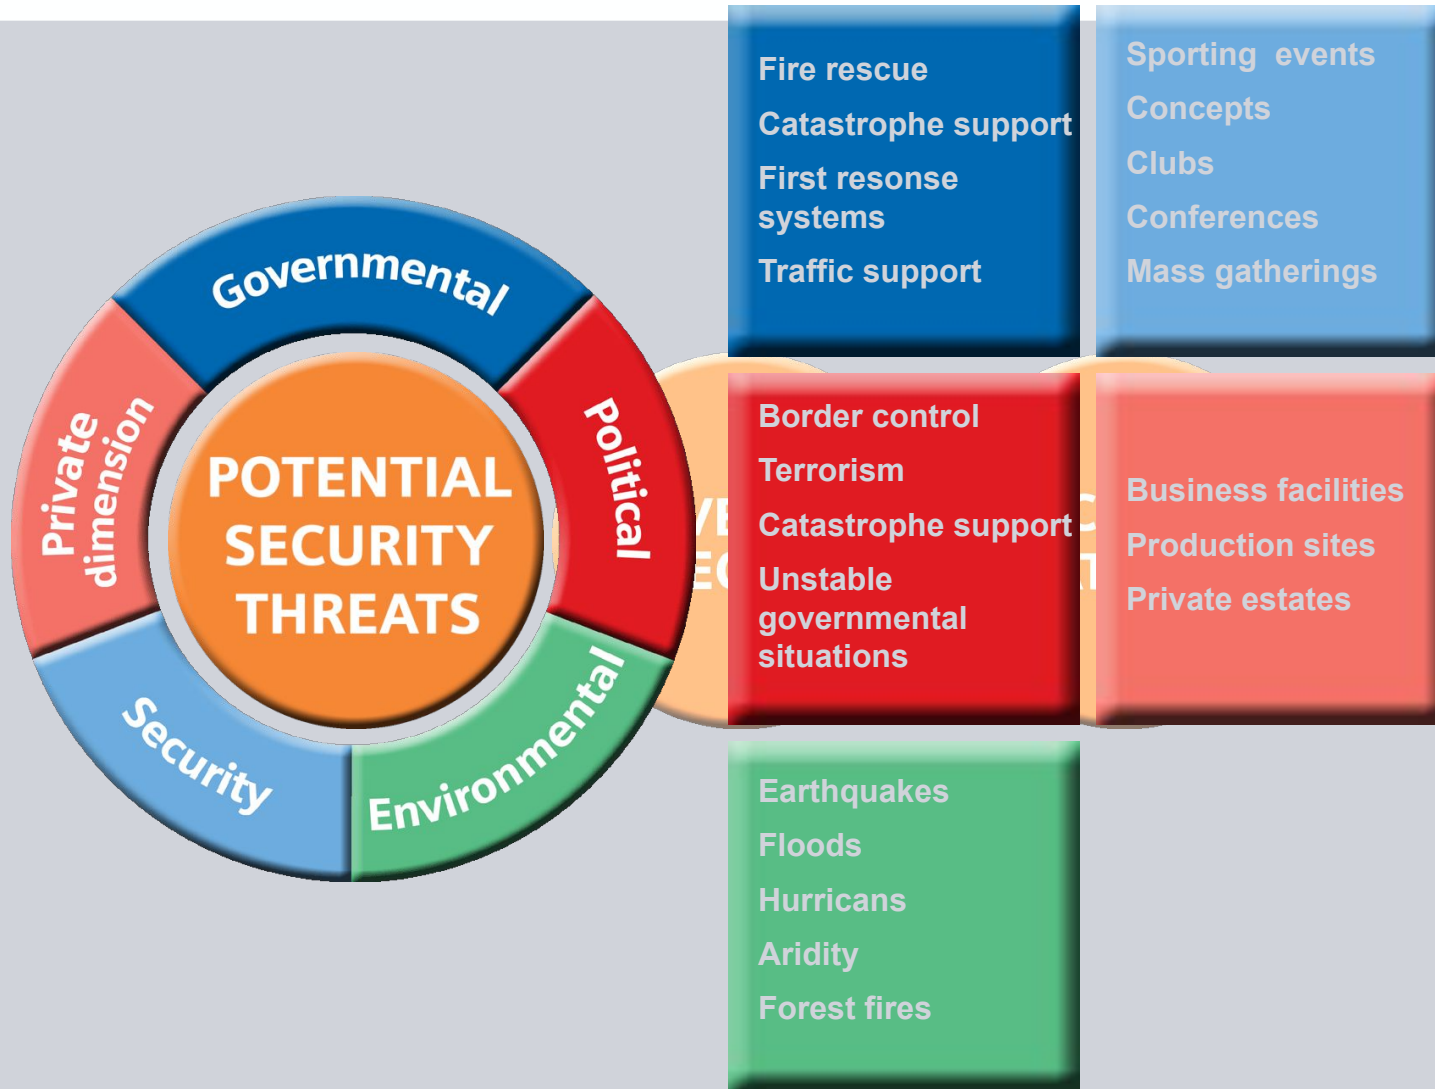 Governmental
Political
Environmental
Security
Private
dimension
POTENTIAL
SECURITY
THREATS
Fire rescue
Catastrophe support
First resonse
systems
Traffic support
Sporting  events
Concepts
Clubs
Conferences
Mass gatherings
Border control
Terrorism
Catastrophe support
Unstable
governmental
situations
Business facilities
Production sites
Private estates
Earthquakes
Floods
Hurricans
Aridity
Forest fires